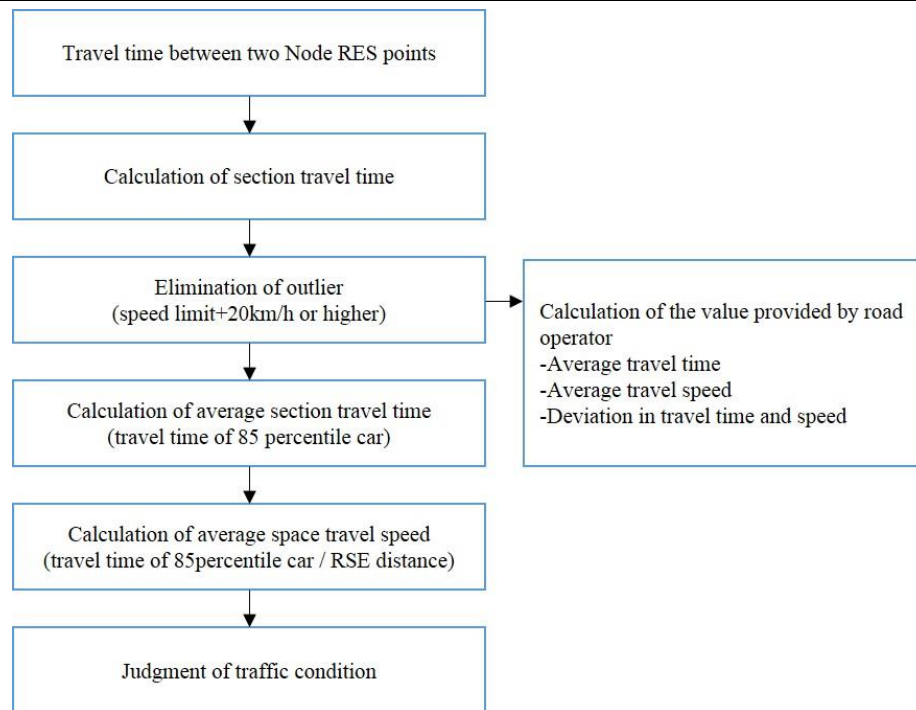 Travel time between two Node RES points
Calculation of section travel time
Elimination of outlier
(speed limit+20km/h or higher)
Calculation of the value provided by road
operator
-Average travel time
-Average travel speed
-Deviation in travel time and speed
Calculation of average section travel time
(travel time of 85 percentile car)
Calculation of average space travel speed
(travel time of 85percentile car / RSE distance)
Judgment of traffic condition